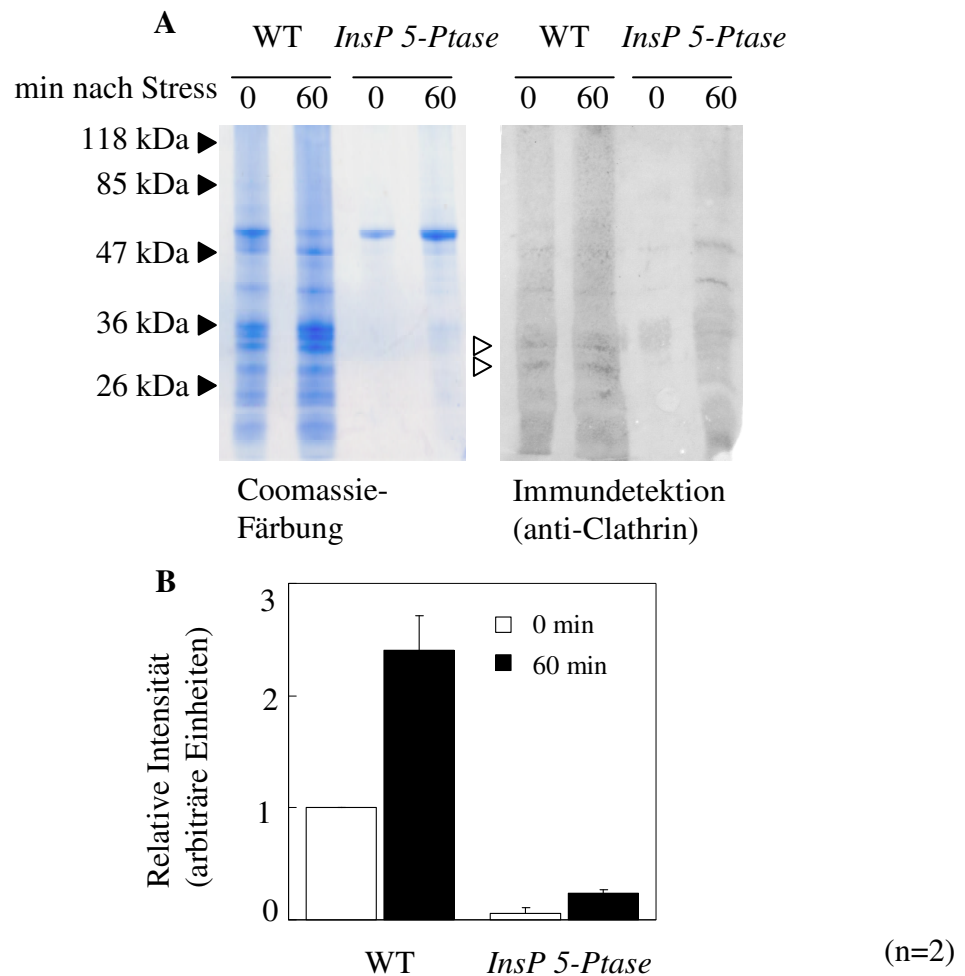 A
WT InsP 5-Ptase WT InsP 5-Ptase
min nach Stress 0 60 0 60 0 60 0 60
118 kDa
85 kDa
47 kDa
36 kDa
26 kDa
Coomassie-
Färbung
Immundetektion
(anti-Clathrin)
B
Relative Intensität
(arbiträre Einheiten)
3
2
1
0
0 min
60 min
WT InsP 5-Ptase
(n=2)